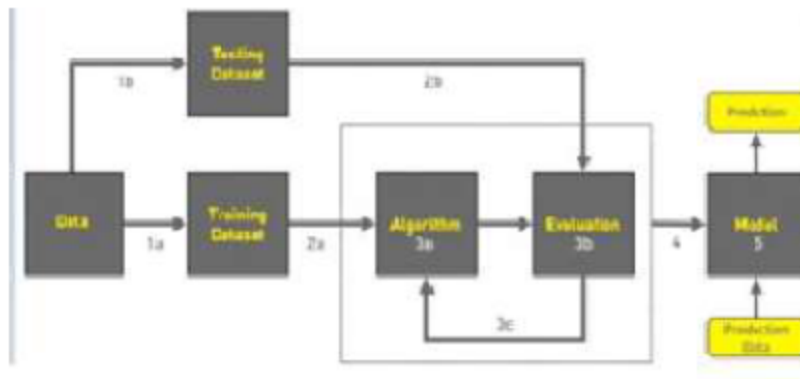 Testing
Dataset
1b
2b
Prediction
Data
Training
Dataset
Algorithm
3a
Evaluation
3b
Model
5
1a
2a
4
3c
Production
Data